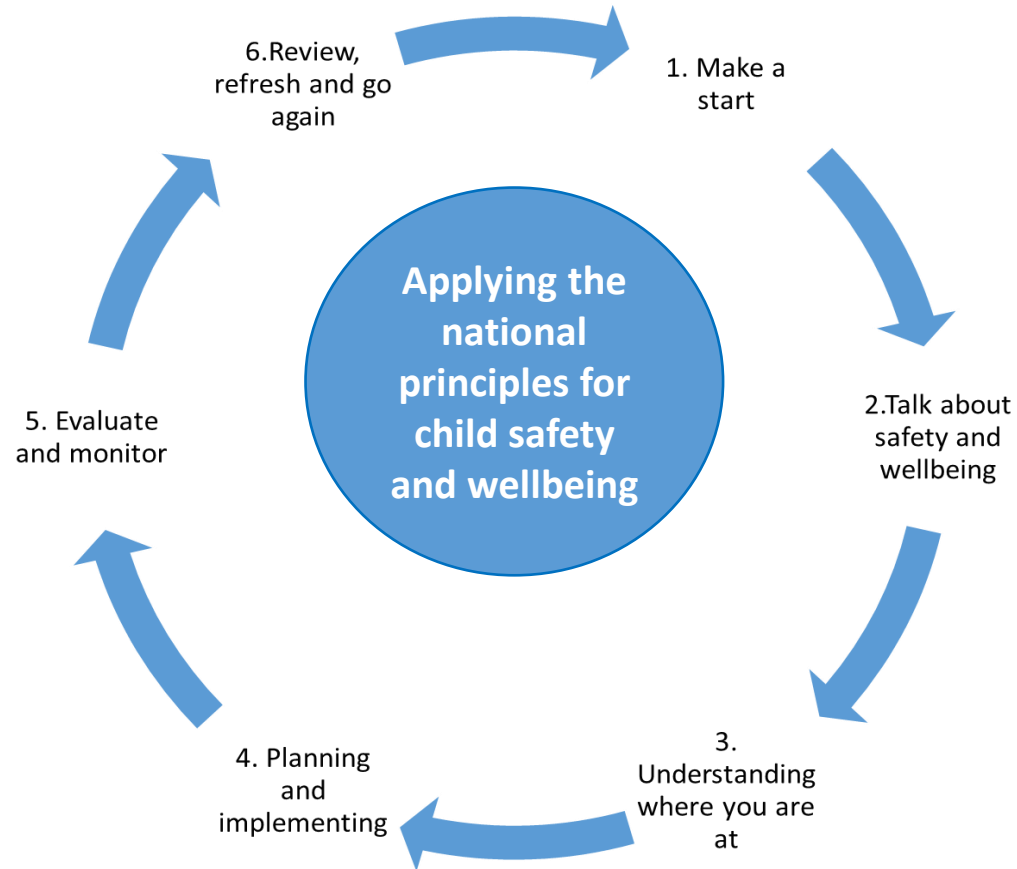 Applying the
national
principles for
child safety
and wellbeing
1. Make a
start
2.Talk about
safety and
wellbeing
3.
Understanding
where you are
at
4. Planning
and
implementing
5. Evaluate
and monitor
6.Review,
refresh and go
again